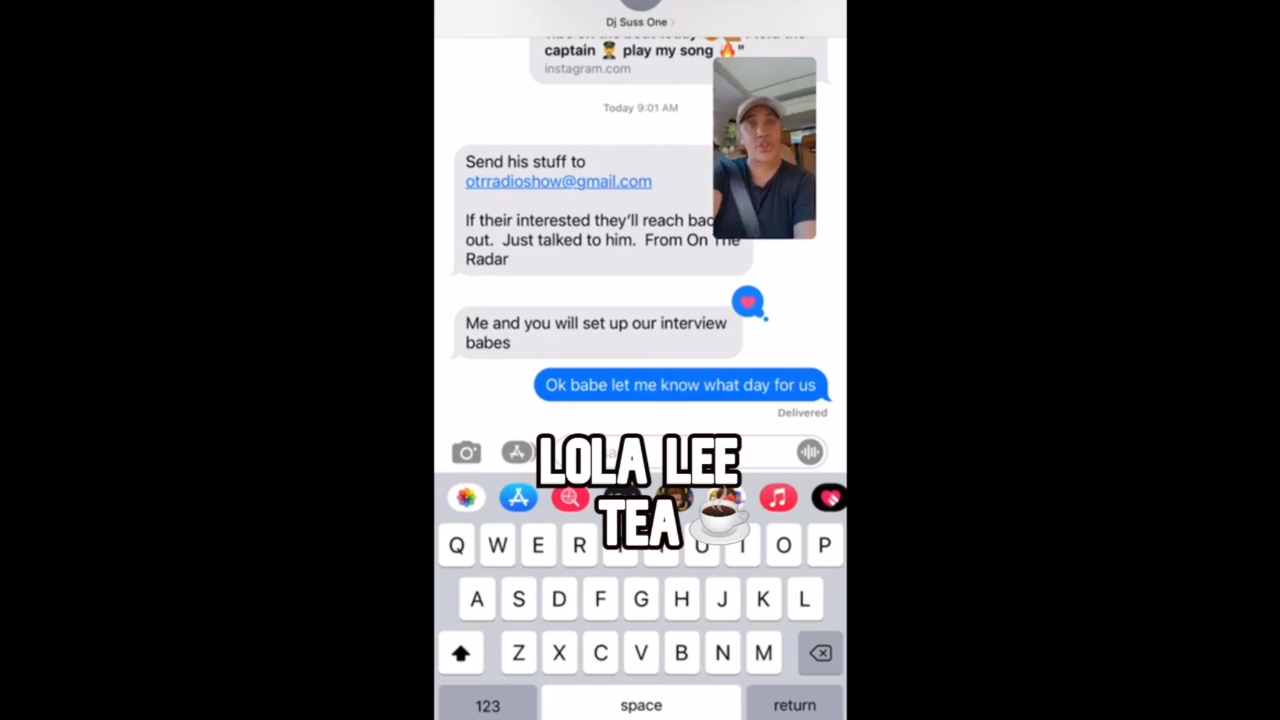 Dj Suss One
captain 👨‍✈️ play my song 🔥"
instagram.com
Today 9:01 AM
Send his stuff to
otrradioshow@gmail.com
If their interested they'll reach
out. Just talked to him. From On The
Radar
Me and you will set up our interview
babes
Ok babe let me know what day for us
Delivered
LOLA LEE
TEA ☕
Q W E R U I O P
A S D F G H J K L
Z X C V B N M
123 space return